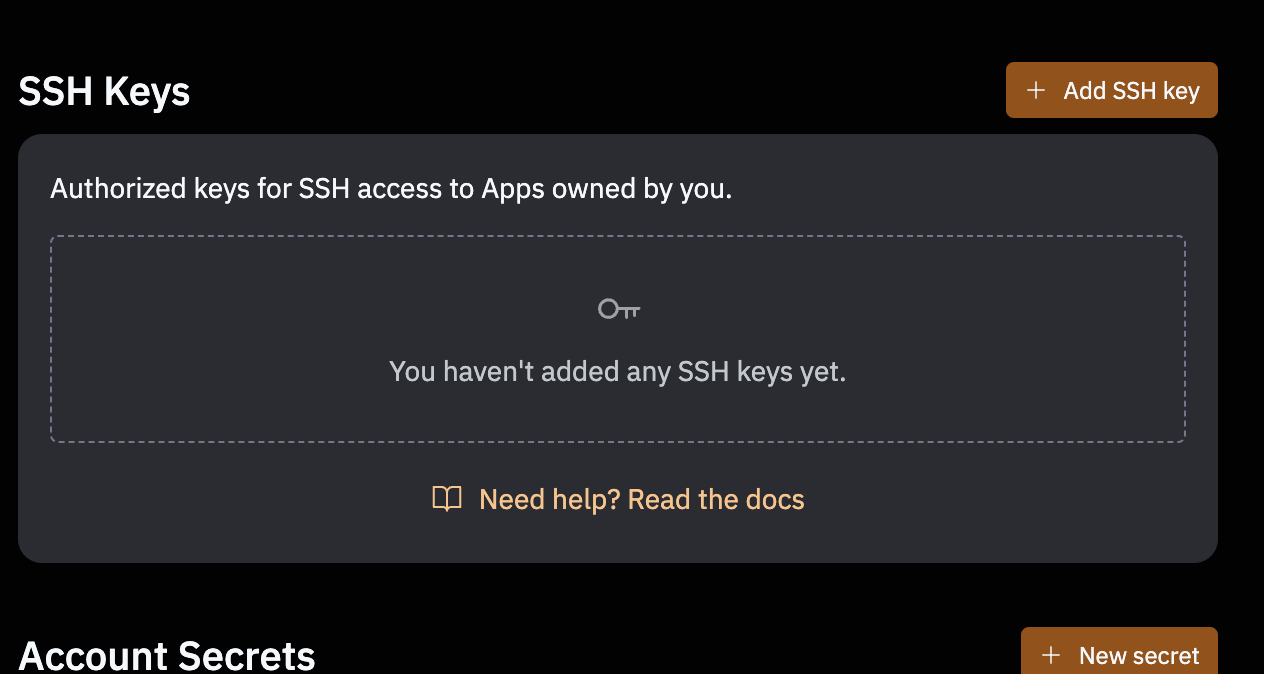 SSH Keys
+ Add SSH key
Authorized keys for SSH access to Apps owned by you.
You haven't added any SSH keys yet.
Need help? Read the docs
Account Secrets
+ New secret